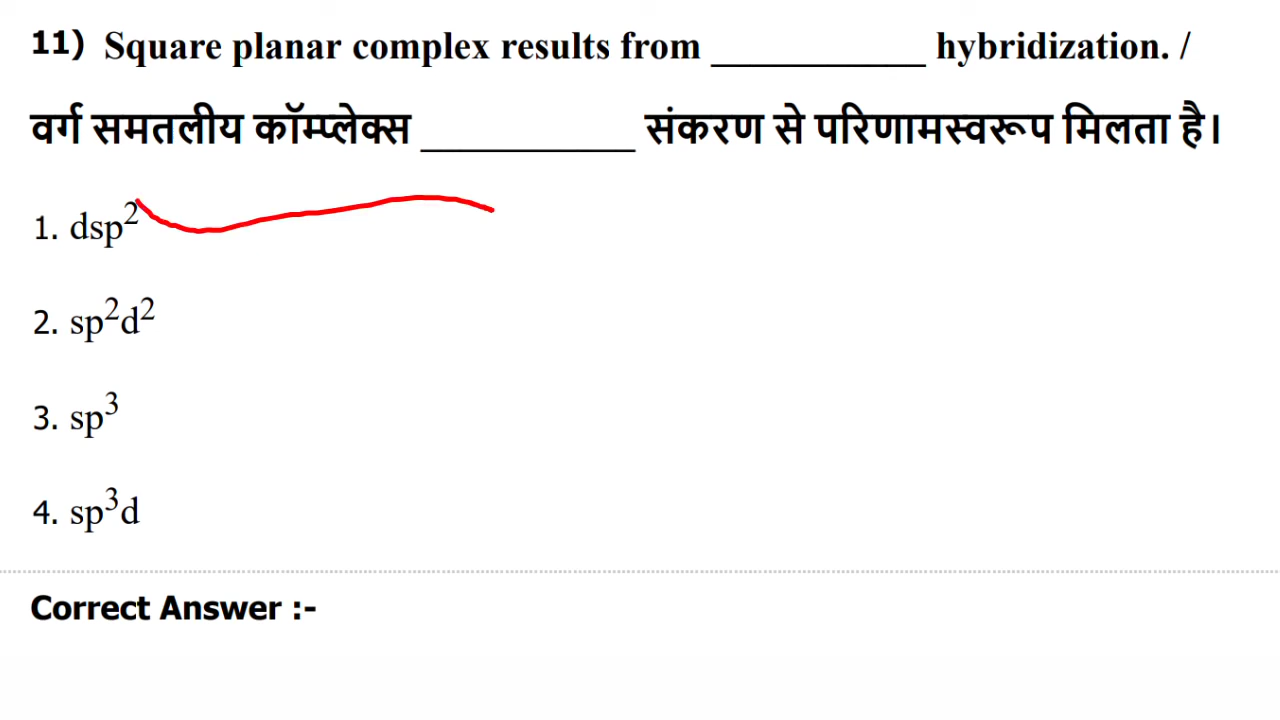 11) Square planar complex results from ___________ hybridization. /
वर्ग समतलीय कॉम्प्लेक्स ___________ संकरण से परिणामस्वरूप मिलता है।
1. dsp²
2. sp²d²
3. sp³
4. sp³d
Correct Answer :-